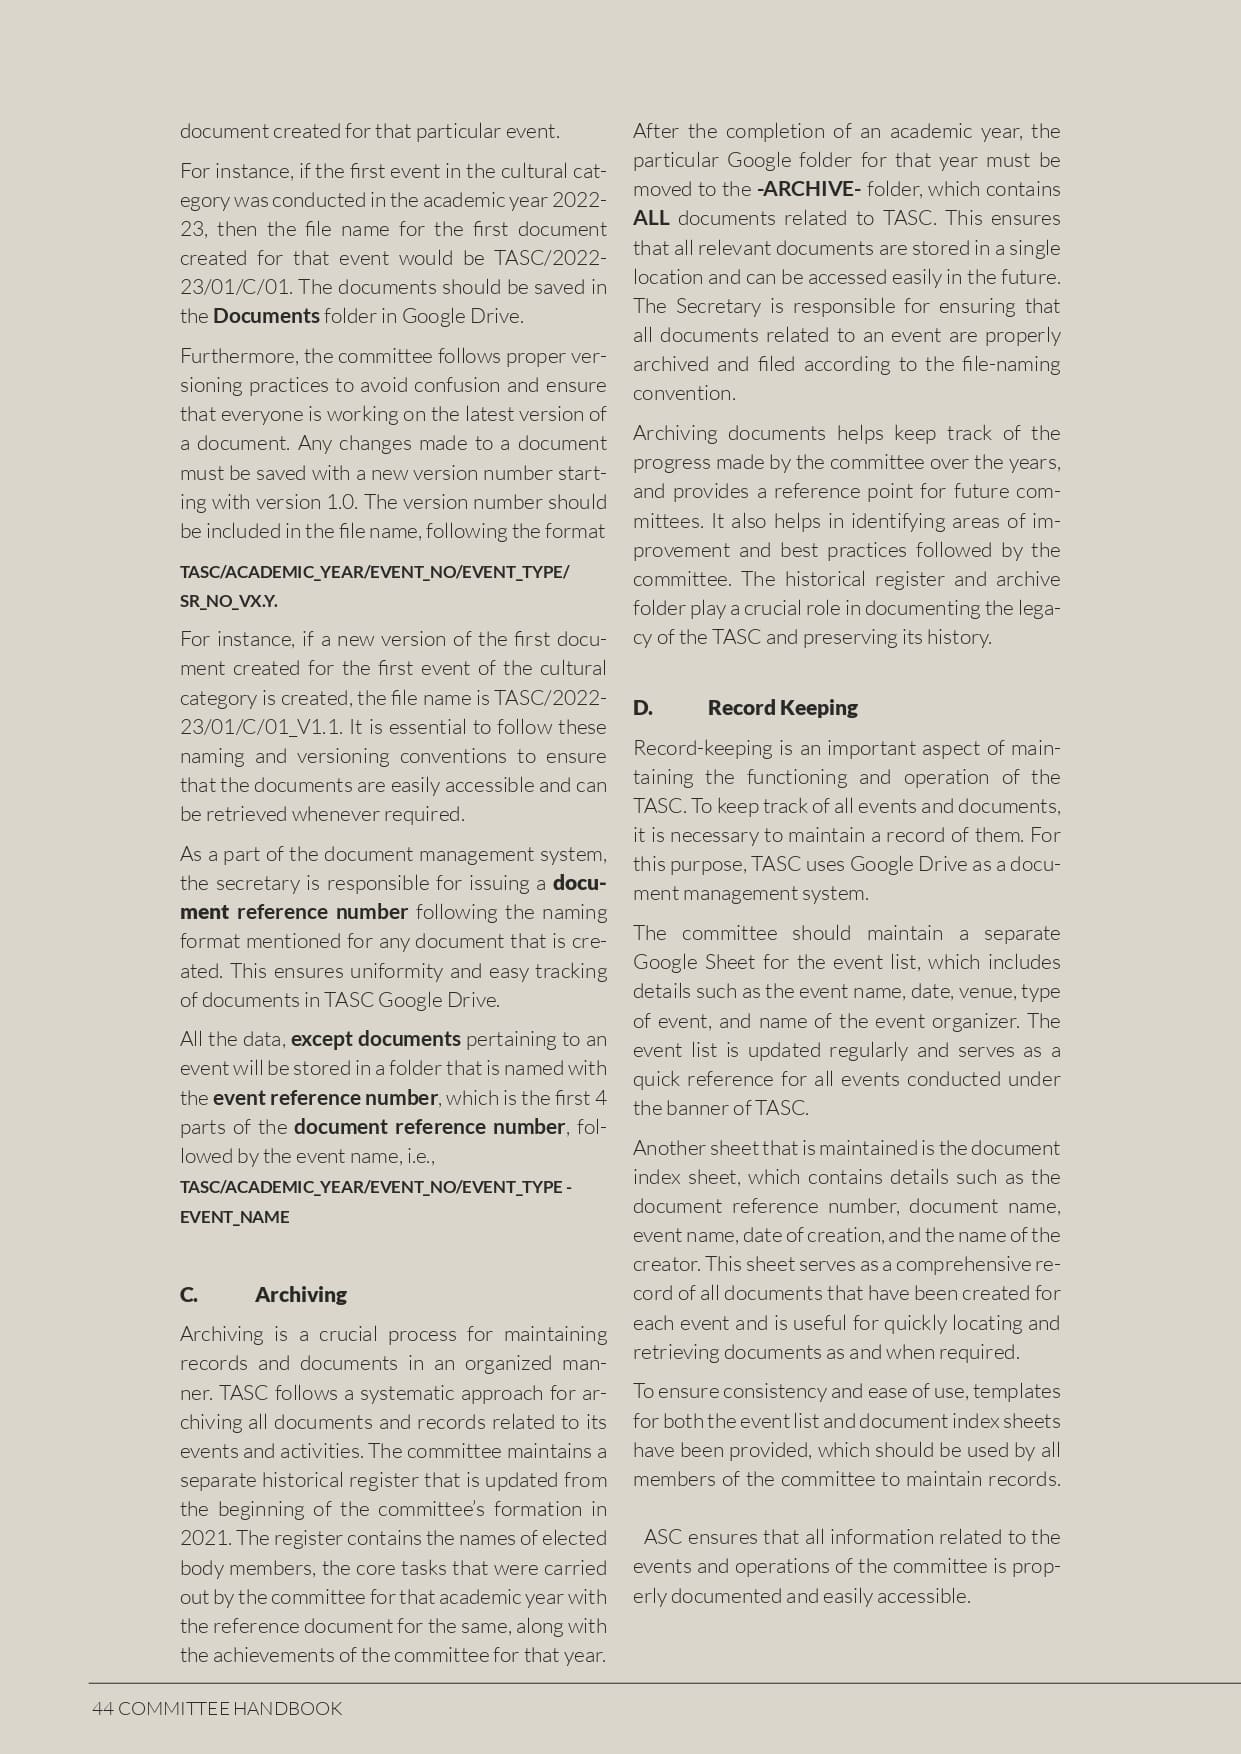 document created for that particular event.
For instance, if the first event in the cultural cat-
egory was conducted in the academic year 2022-
23, then the file name for the first document
created for that event would be TASC/2022-
23/01/C/01. The documents should be saved in
the Documents folder in Google Drive.
Furthermore, the committee follows proper ver-
sioning practices to avoid confusion and ensure
that everyone is working on the latest version of
a document. Any changes made to a document
must be saved with a new version number start-
ing with version 1.0. The version number should
be included in the file name, following the format
TASC/ACADEMIC_YEAR/EVENT_NO/EVENT_TYPE/
SR_NO_VX.Y.
For instance, if a new version of the first docu-
ment created for the first event of the cultural
category is created, the file name is TASC/2022-
23/01/C/01_V1.1. It is essential to follow these
naming and versioning conventions to ensure
that the documents are easily accessible and can
be retrieved whenever required.
As a part of the document management system,
the secretary is responsible for issuing a docu-
ment reference number following the naming
format mentioned for any document that is cre-
ated. This ensures uniformity and easy tracking
of documents in TASC Google Drive.
All the data, except documents pertaining to an
event will be stored in a folder that is named with
the event reference number, which is the first 4
parts of the document reference number, fol-
lowed by the event name, i.e.,
TASC/ACADEMIC_YEAR/EVENT_NO/EVENT_TYPE -
EVENT_NAME
C. Archiving
Archiving is a crucial process for maintaining
records and documents in an organized man-
ner. TASC follows a systematic approach for ar-
chiving all documents and records related to its
events and activities. The committee maintains a
separate historical register that is updated from
the beginning of the committee's formation in
2021. The register contains the names of elected
body members, the core tasks that were carried
out by the committee for that academic year with
the reference document for the same, along with
the achievements of the committee for that year.
After the completion of an academic year, the
particular Google folder for that year must be
moved to the -ARCHIVE- folder, which contains
ALL documents related to TASC. This ensures
that all relevant documents are stored in a single
location and can be accessed easily in the future.
The Secretary is responsible for ensuring that
all documents related to an event are properly
archived and filed according to the file-naming
convention.
Archiving documents helps keep track of the
progress made by the committee over the years,
and provides a reference point for future com-
mittees. It also helps in identifying areas of im-
provement and best practices followed by the
committee. The historical register and archive
folder play a crucial role in documenting the lega-
cy of the TASC and preserving its history.
D. Record Keeping
Record-keeping is an important aspect of main-
taining the functioning and operation of the
TASC. To keep track of all events and documents,
it is necessary to maintain a record of them. For
this purpose, TASC uses Google Drive as a docu-
ment management system.
The committee should maintain a separate
Google Sheet for the event list, which includes
details such as the event name, date, venue, type
of event, and name of the event organizer. The
event list is updated regularly and serves as a
quick reference for all events conducted under
the banner of TASC.
Another sheet that is maintained is the document
index sheet, which contains details such as the
document reference number, document name,
event name, date of creation, and the name of the
creator. This sheet serves as a comprehensive re-
cord of all documents that have been created for
each event and is useful for quickly locating and
retrieving documents as and when required.
To ensure consistency and ease of use, templates
for both the event list and document index sheets
have been provided, which should be used by all
members of the committee to maintain records.
ASC ensures that all information related to the
events and operations of the committee is prop-
erly documented and easily accessible.
44 COMMITTEE HANDBOOK